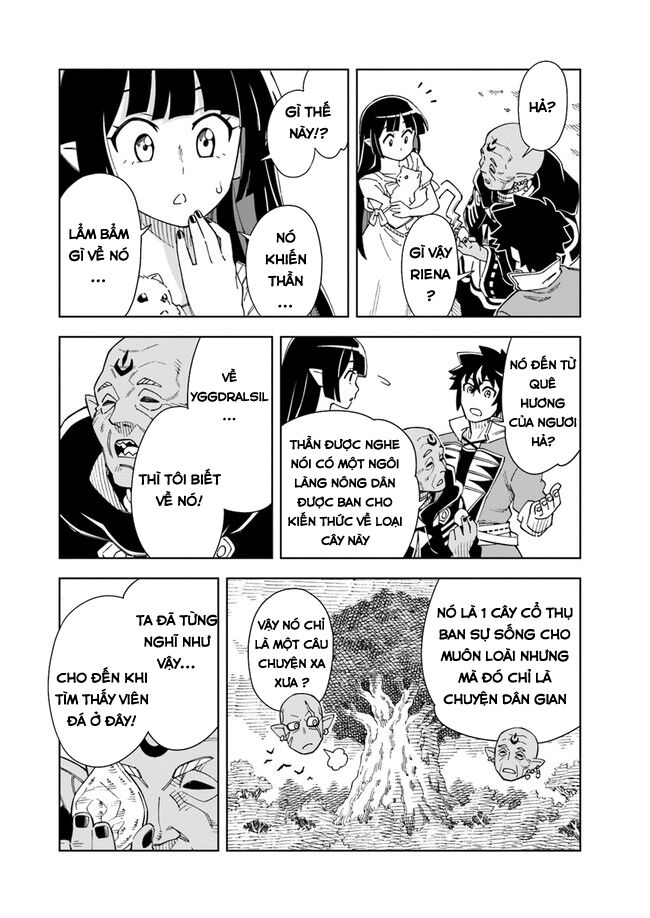 HẢ?
GÌ VẬY
RIENA
?
GÌ THẾ
NÀY!?
NÓ
KHIẾN
THẦN
...
LẨM BẨM
GÌ VỀ NÓ
...
NÓ ĐẾN TỪ
QUÊ
HƯƠNG
CỦA NGƯƠI
HẢ?
THẦN ĐƯỢC NGHE
NÓI CÓ MỘT NGÔI
LÀNG NÔNG DÂN
ĐƯỢC BAN CHO
KIẾN THỨC VỀ LOẠI
CÂY NÀY
VỀ
YGGDRALSIL
...
THÌ TÔI BIẾT
VỀ NÓ!
NÓ LÀ 1 CÂY CỔ THỤ
BAN SỰ SỐNG CHO
MUÔN LOÀI NHƯNG
MÀ ĐÓ CHỈ LÀ
CHUYỆN DÂN GIAN
VẬY NÓ CHỈ
LÀ MỘT CÂU
CHUYỆN XA
XƯA ?
TA ĐÃ TỪNG
NGHĨ NHƯ
VẬY...
CHO ĐẾN KHI
TÌM THẤY VIÊN
ĐÁ Ở ĐÂY!